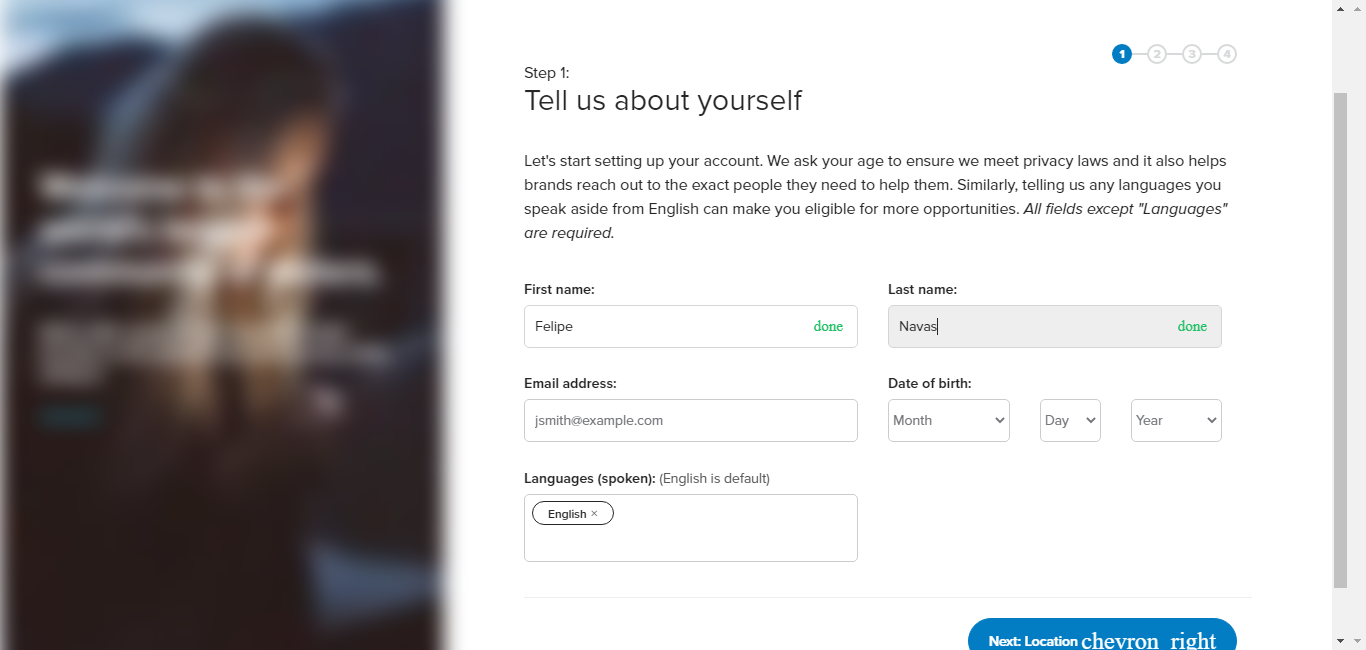 1 2 3 4
Step 1:
Tell us about yourself
Let's start setting up your account. We ask your age to ensure we meet privacy laws and it also helps
brands reach out to the exact people they need to help them. Similarly, telling us any languages you
speak aside from English can make you eligible for more opportunities. All fields except "Languages"
are required.
First name: Last name:
Felipe done Navas done
Email address: Date of birth:
jsmith@example.com Month Day Year
Languages (spoken): (English is default)
English ×
Next: Location chevron_right